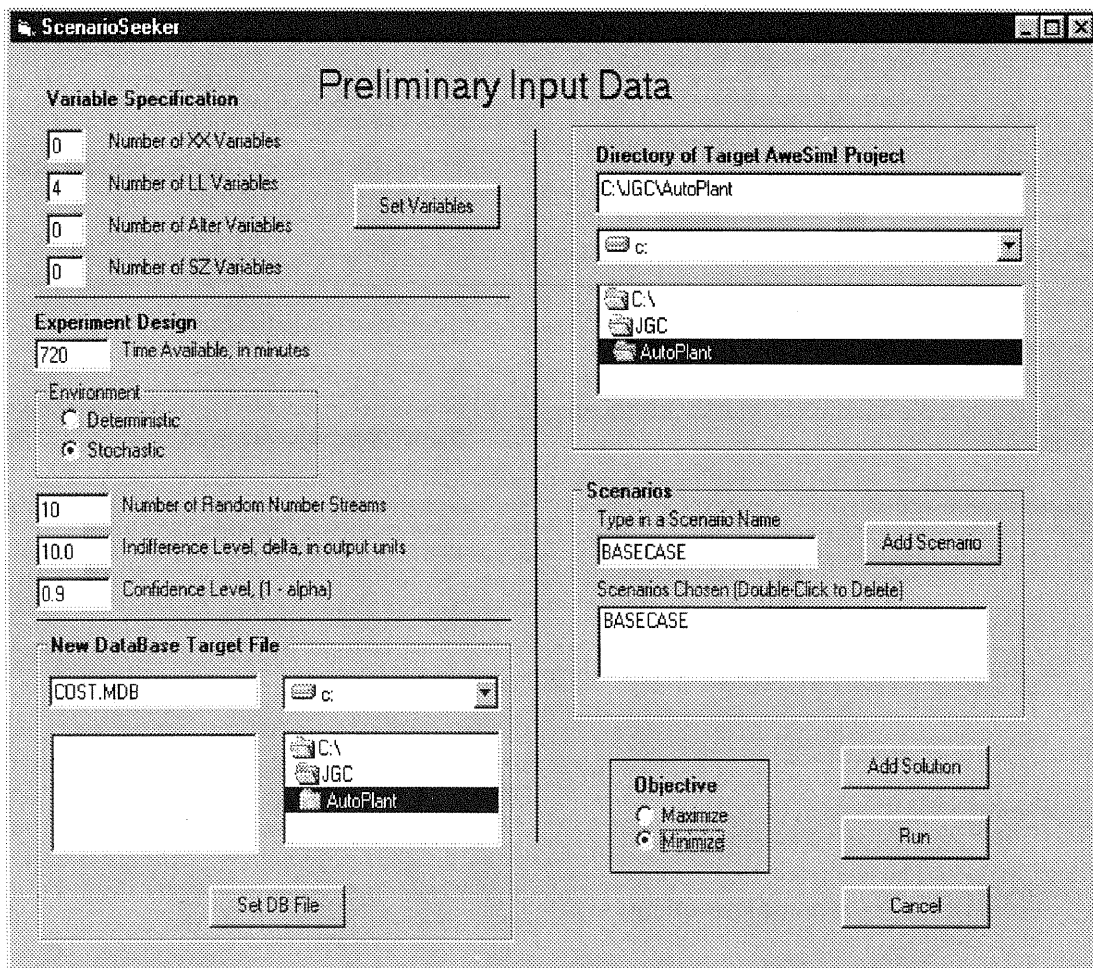 ScenarioSeeker
Preliminary Input Data
Variable Specification
0 Number of XX Variables
4 Number of LL Variables
0 Number of Alter Variables
0 Number of SZ Variables
Set Variables
Experiment Design
720 Time Available, in minutes
Environment
Deterministic
Stochastic
10 Number of Random Number Streams
10.0 Indifference Level, delta, in output units
0.9 Confidence Level, (1 - alpha)
New DataBase Target File
COST.MDB
c:
C:\
JGC
AutoPlant
Set DB File
Directory of Target AweSim! Project
C:\JGC\AutoPlant
c:
C:\
JGC
AutoPlant
Scenarios
Type in a Scenario Name
BASECASE
Add Scenario
Scenarios Chosen (Double-Click to Delete)
BASECASE
Objective
Maximize
Minimize
Add Solution
Run
Cancel